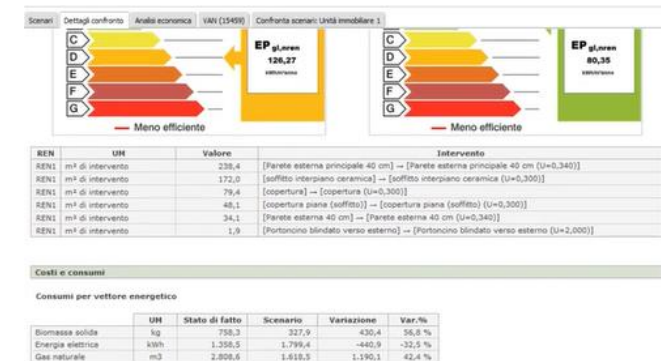 Scenari Dettagli confronto Analisi economica VAN (15459) Confronta scenari: Unità immobiliare 1
C
D
E
F
G
EP gl,nren
126,27
kWh/m²anno
Meno efficiente
C
D
E
F
G
EP gl,nren
80,35
kWh/m²anno
Meno efficiente
REN UM Valore Intervento
REN1 m² di intervento 238,4 [Parete esterna principale 40 cm] → [Parete esterna principale 40 cm (U=0,340)]
REN1 m² di intervento 172,0 [soffitto interpiano ceramica] → [soffitto interpiano ceramica (U=0,300)]
REN1 m² di intervento 79,4 [copertura] → [copertura (U=0,300)]
REN1 m² di intervento 48,1 [copertura piana (soffitto)] → [copertura piana (soffitto) (U=0,300)]
REN1 m² di intervento 34,1 [Parete esterna 40 cm] → [Parete esterna 40 cm (U=0,340)]
REN1 m² di intervento 1,9 [Portoncino blindato verso esterno] → [Portoncino blindato verso esterno (U=2,000)]
Costi e consumi
Consumi per vettore energetico
UM Stato di fatto Scenario Variazione Var.%
Biomassa solida kg 758,3 327,9 430,4 56,8 %
Energia elettrica kWh 1.358,5 1.799,4 -440,9 -32,5 %
Gas naturale m3 2.808,6 1.618,5 1.190,1 42,4 %